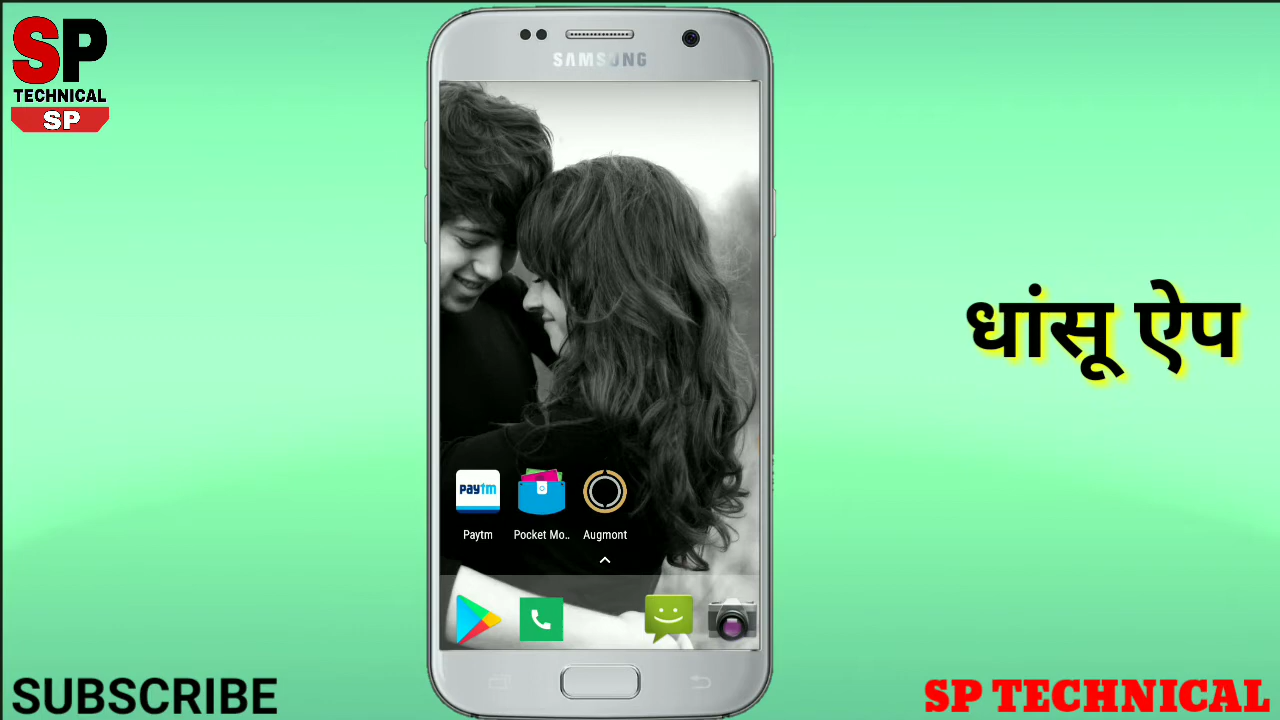 SP
TECHNICAL
SP
SAMSUNG
धांसू ऐप
paytm
Paytm
Pocket Mo..
Augmont
SUBSCRIBE
SP TECHNICAL